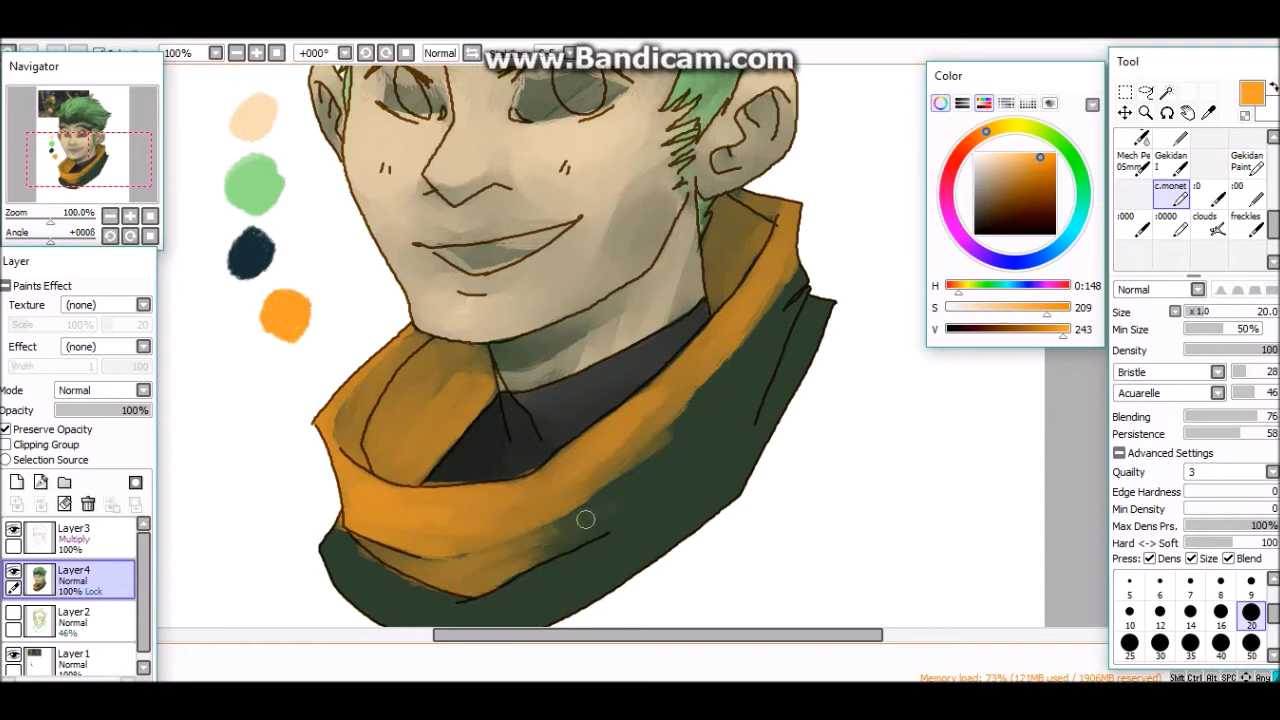 100%
+000°
Normal
www.Bandicam.com
Navigator
Zoom 100.0%
Angle +0008
Layer
Paints Effect
Texture (none)
Scale 100% 20
Effect (none)
Width 1 100
Mode Normal
Opacity 100%
Preserve Opacity
Clipping Group
Selection Source
Layer3
Multiply
100%
Layer4
Normal
100% Lock
Layer2
Normal
46%
Layer1
Normal
100%
Color
H 0:148
S 209
V 243
Tool
Mech Pe Gekidan Gekidan
05mm I Paint
c.monet :0 :00
:000 :0000 clouds freckles
Normal
Size x 1.0 20.0
Min Size 50%
Density 100
Bristle 28
Acuarelle 46
Blending 76
Persistence 58
Advanced Settings
Quailty 3
Edge Hardness 0
Min Density 0
Max Dens Prs. 100%
Hard <-> Soft 100
Press: Dens Size Blend
5 6 7 8 9
10 12 14 16 20
25 30 35 40 50
Memory load: 73% (121MB used / 1906MB reserved)
Shift Ctrl Alt SPC Any